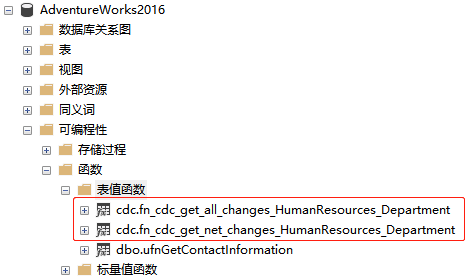 AdventureWorks2016
数据库关系图
表
视图
外部资源
同义词
可编程性
存储过程
函数
表值函数
cdc.fn_cdc_get_all_changes_HumanResources_Department
cdc.fn_cdc_get_net_changes_HumanResources_Department
dbo.ufnGetContactInformation
标量值函数